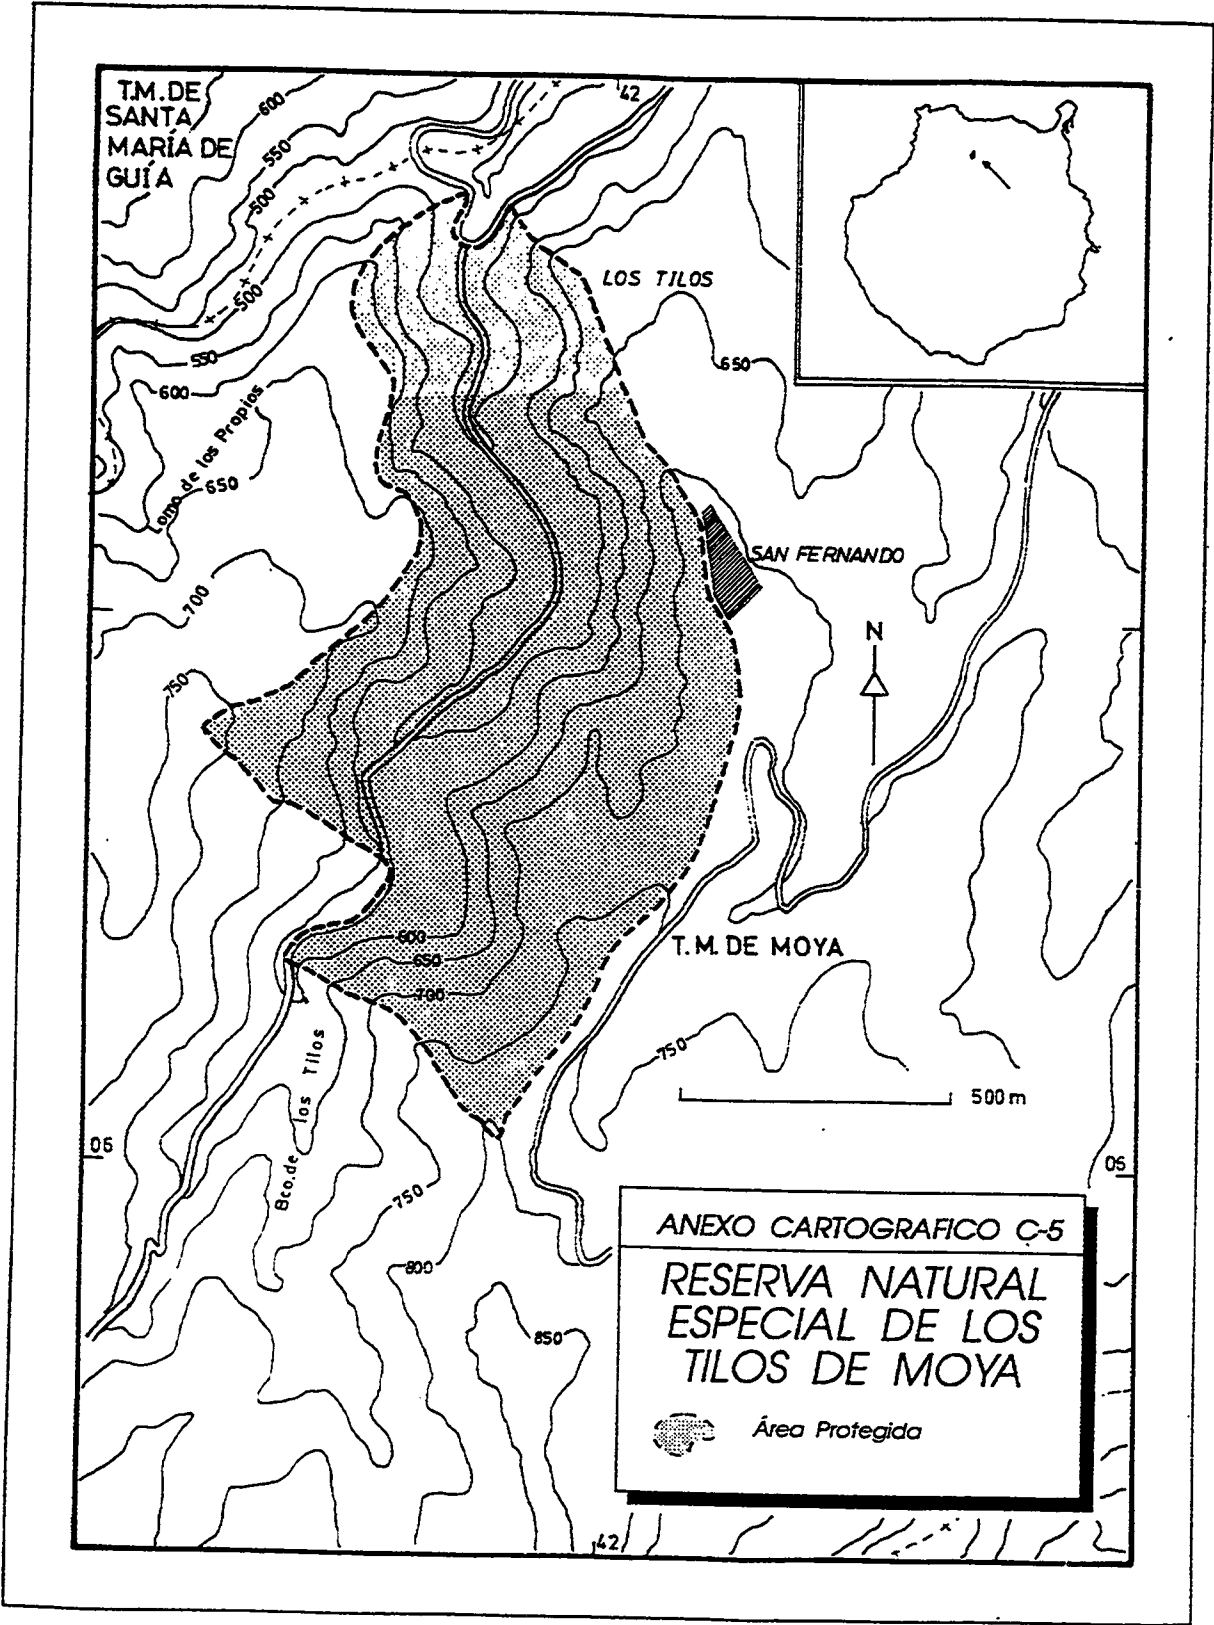 T.M. DE
SANTA
MARÍA DE
GUÍA
600
550
500
500
550
600
Lomo de los Propios
650
700
750
42
LOS TILOS
650
SAN FERNANDO
N
T.M. DE MOYA
600
650
700
750
500 m
Bco. de los Tilos
06
06
750
800
850
42
ANEXO CARTOGRAFICO C-5
RESERVA NATURAL
ESPECIAL DE LOS
TILOS DE MOYA
Área Protegida